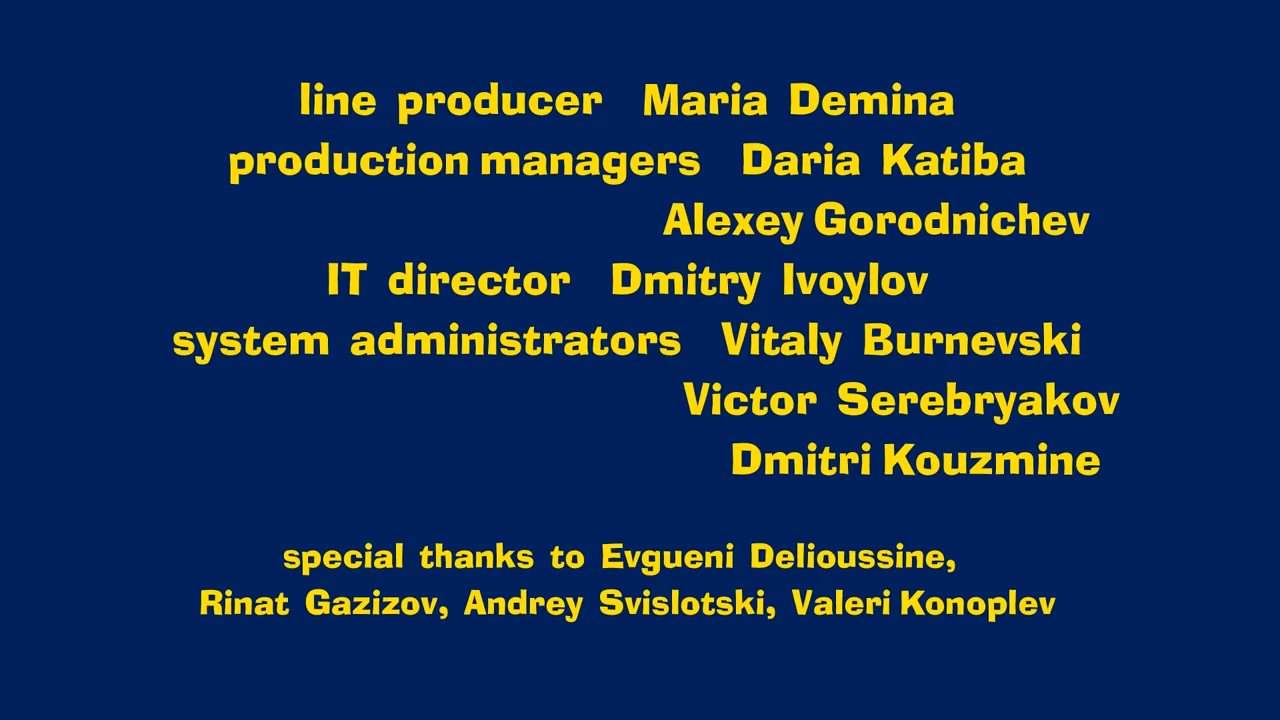 line producer Maria Demina
production managers Daria Katiba
Alexey Gorodnichev
IT director Dmitry Ivoylov
system administrators Vitaly Burnevski
Victor Serebryakov
Dmitri Kouzmine
special thanks to Evgueni Delioussine,
Rinat Gazizov, Andrey Svislotski, Valeri Konoplev